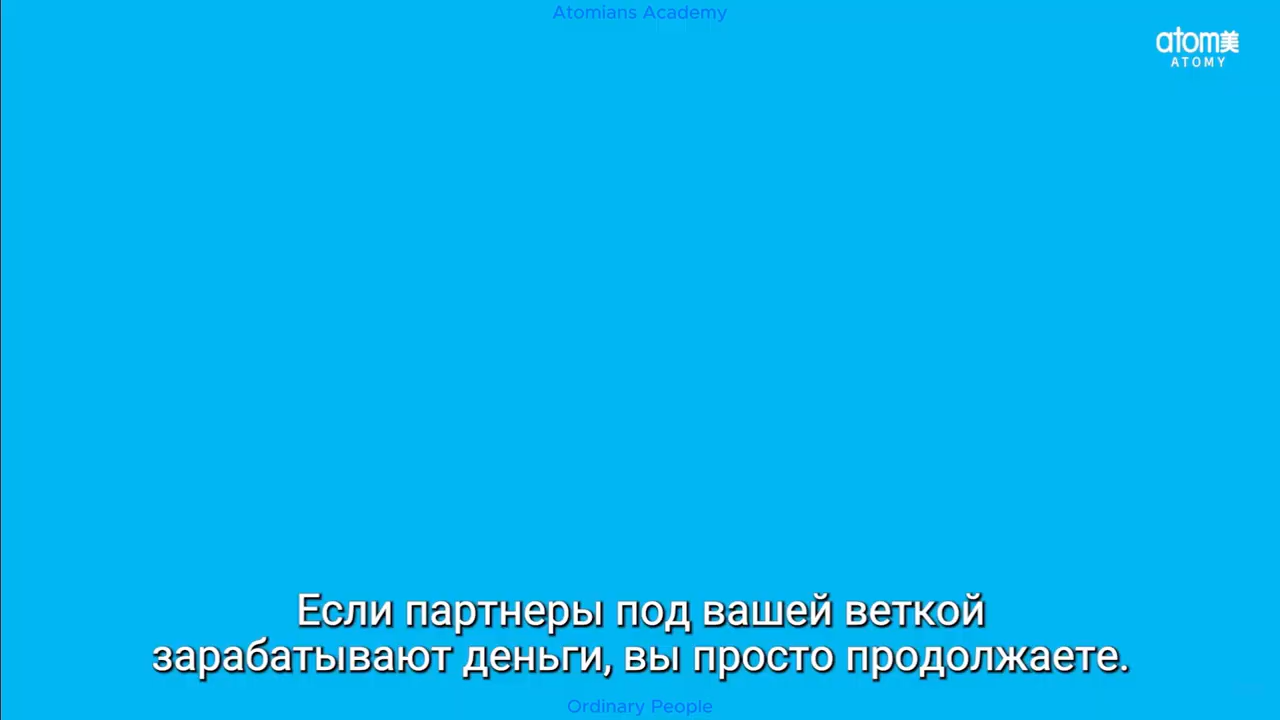 Atomians Academy
atom美
ATOMY
Если партнеры под вашей веткой
зарабатывают деньги, вы просто продолжаете.
Ordinary People